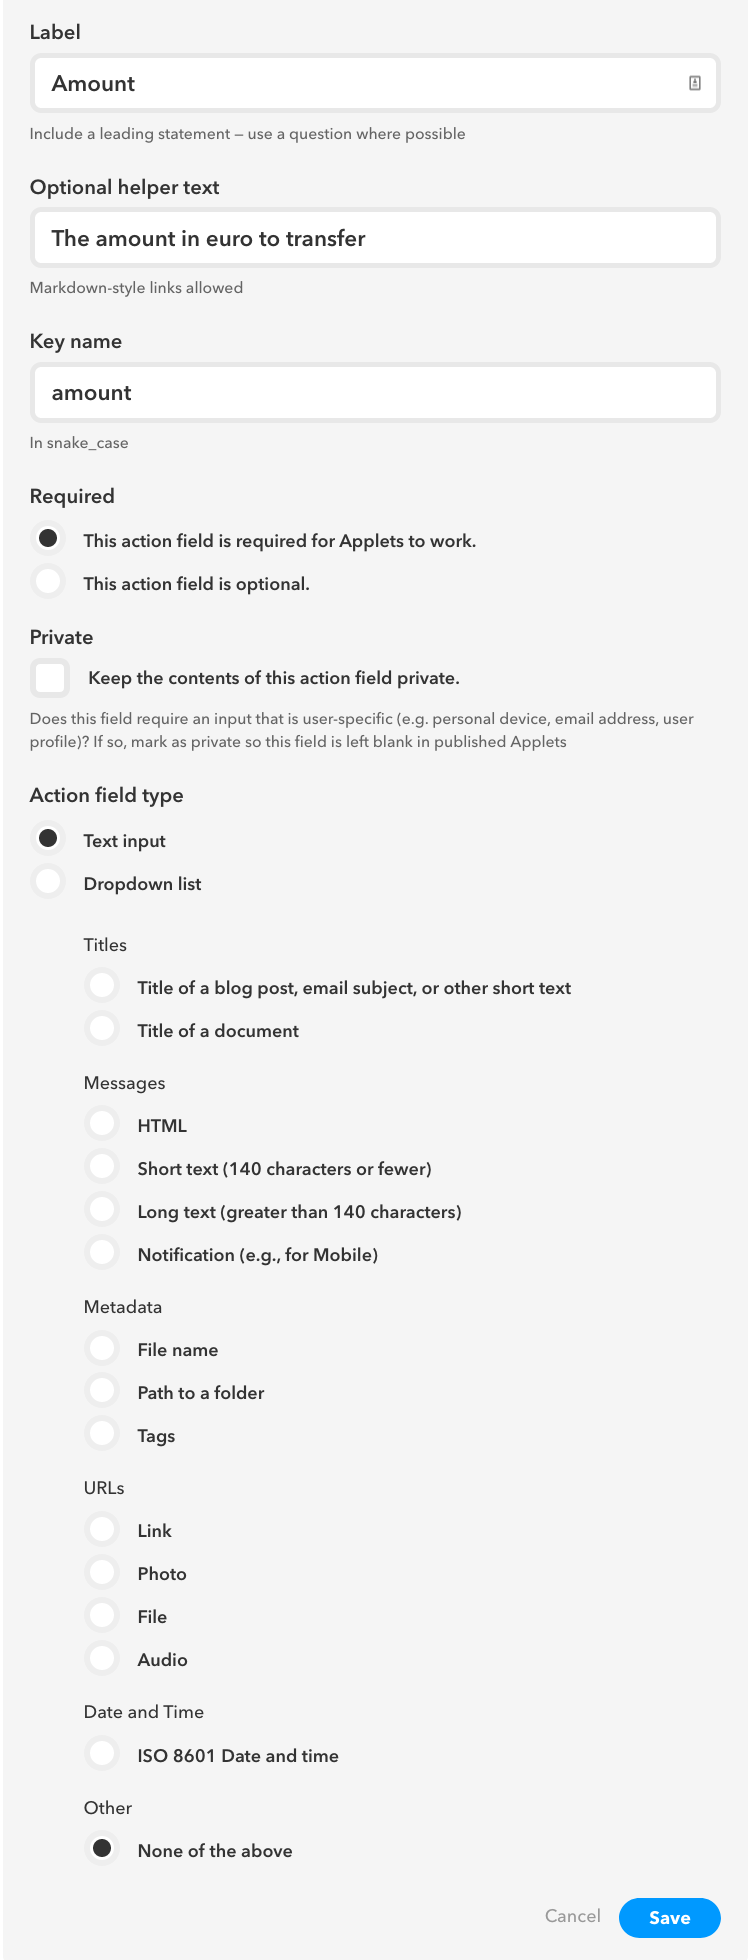 Label
Amount
Include a leading statement – use a question where possible
Optional helper text
The amount in euro to transfer
Markdown-style links allowed
Key name
amount
In snake_case
Required
This action field is required for Applets to work.
This action field is optional.
Private
Keep the contents of this action field private.
Does this field require an input that is user-specific (e.g. personal device, email address, user
profile)? If so, mark as private so this field is left blank in published Applets
Action field type
Text input
Dropdown list
Titles
Title of a blog post, email subject, or other short text
Title of a document
Messages
HTML
Short text (140 characters or fewer)
Long text (greater than 140 characters)
Notification (e.g., for Mobile)
Metadata
File name
Path to a folder
Tags
URLs
Link
Photo
File
Audio
Date and Time
ISO 8601 Date and time
Other
None of the above
Cancel Save